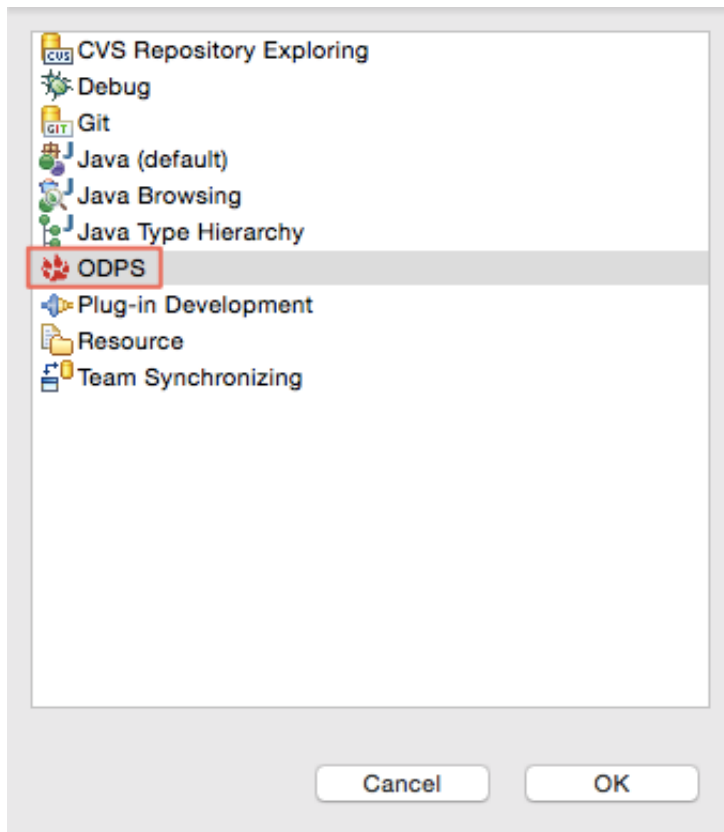 CVS Repository Exploring
Debug
Git
Java (default)
Java Browsing
Java Type Hierarchy
ODPS
Plug-in Development
Resource
Team Synchronizing
Cancel OK